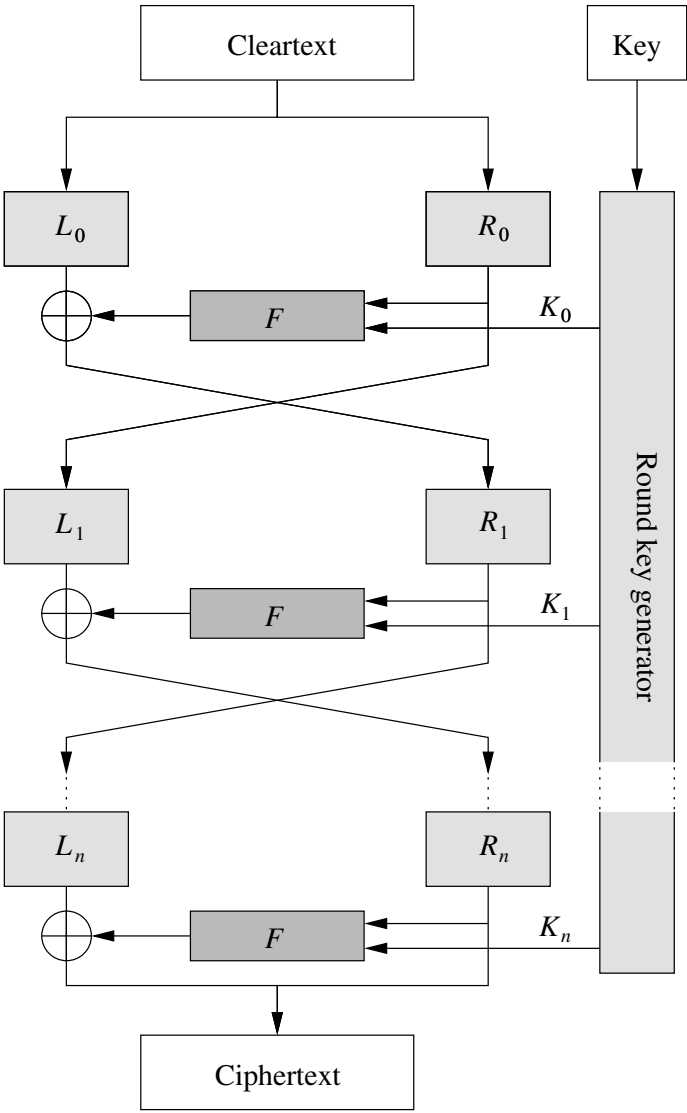 Cleartext
Key
L₀
R₀
F
K₀
L₁
R₁
F
K₁
Round key generator
Lₙ
Rₙ
F
Kₙ
Ciphertext